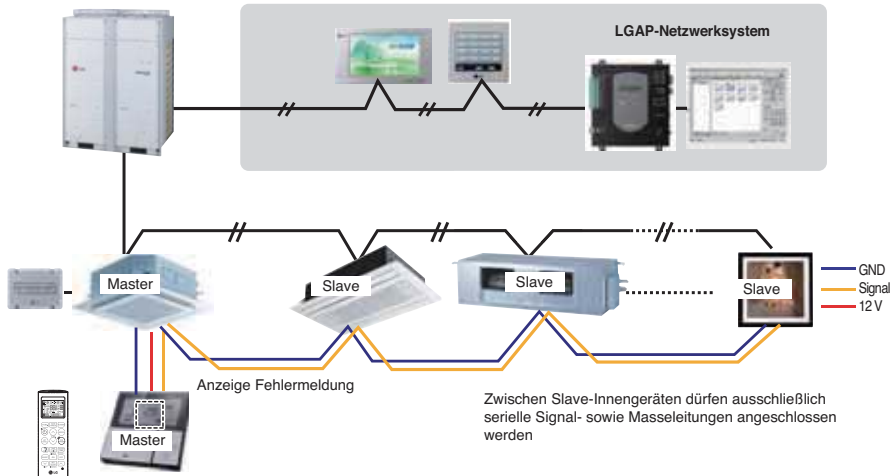 LGAP-Netzwerksystem
Master
Slave
Slave
Slave
GND
Signal
12 V
Anzeige Fehlermeldung
Master
Zwischen Slave-Innengeräten dürfen ausschließlich
serielle Signal- sowie Masseleitungen angeschlossen
werden